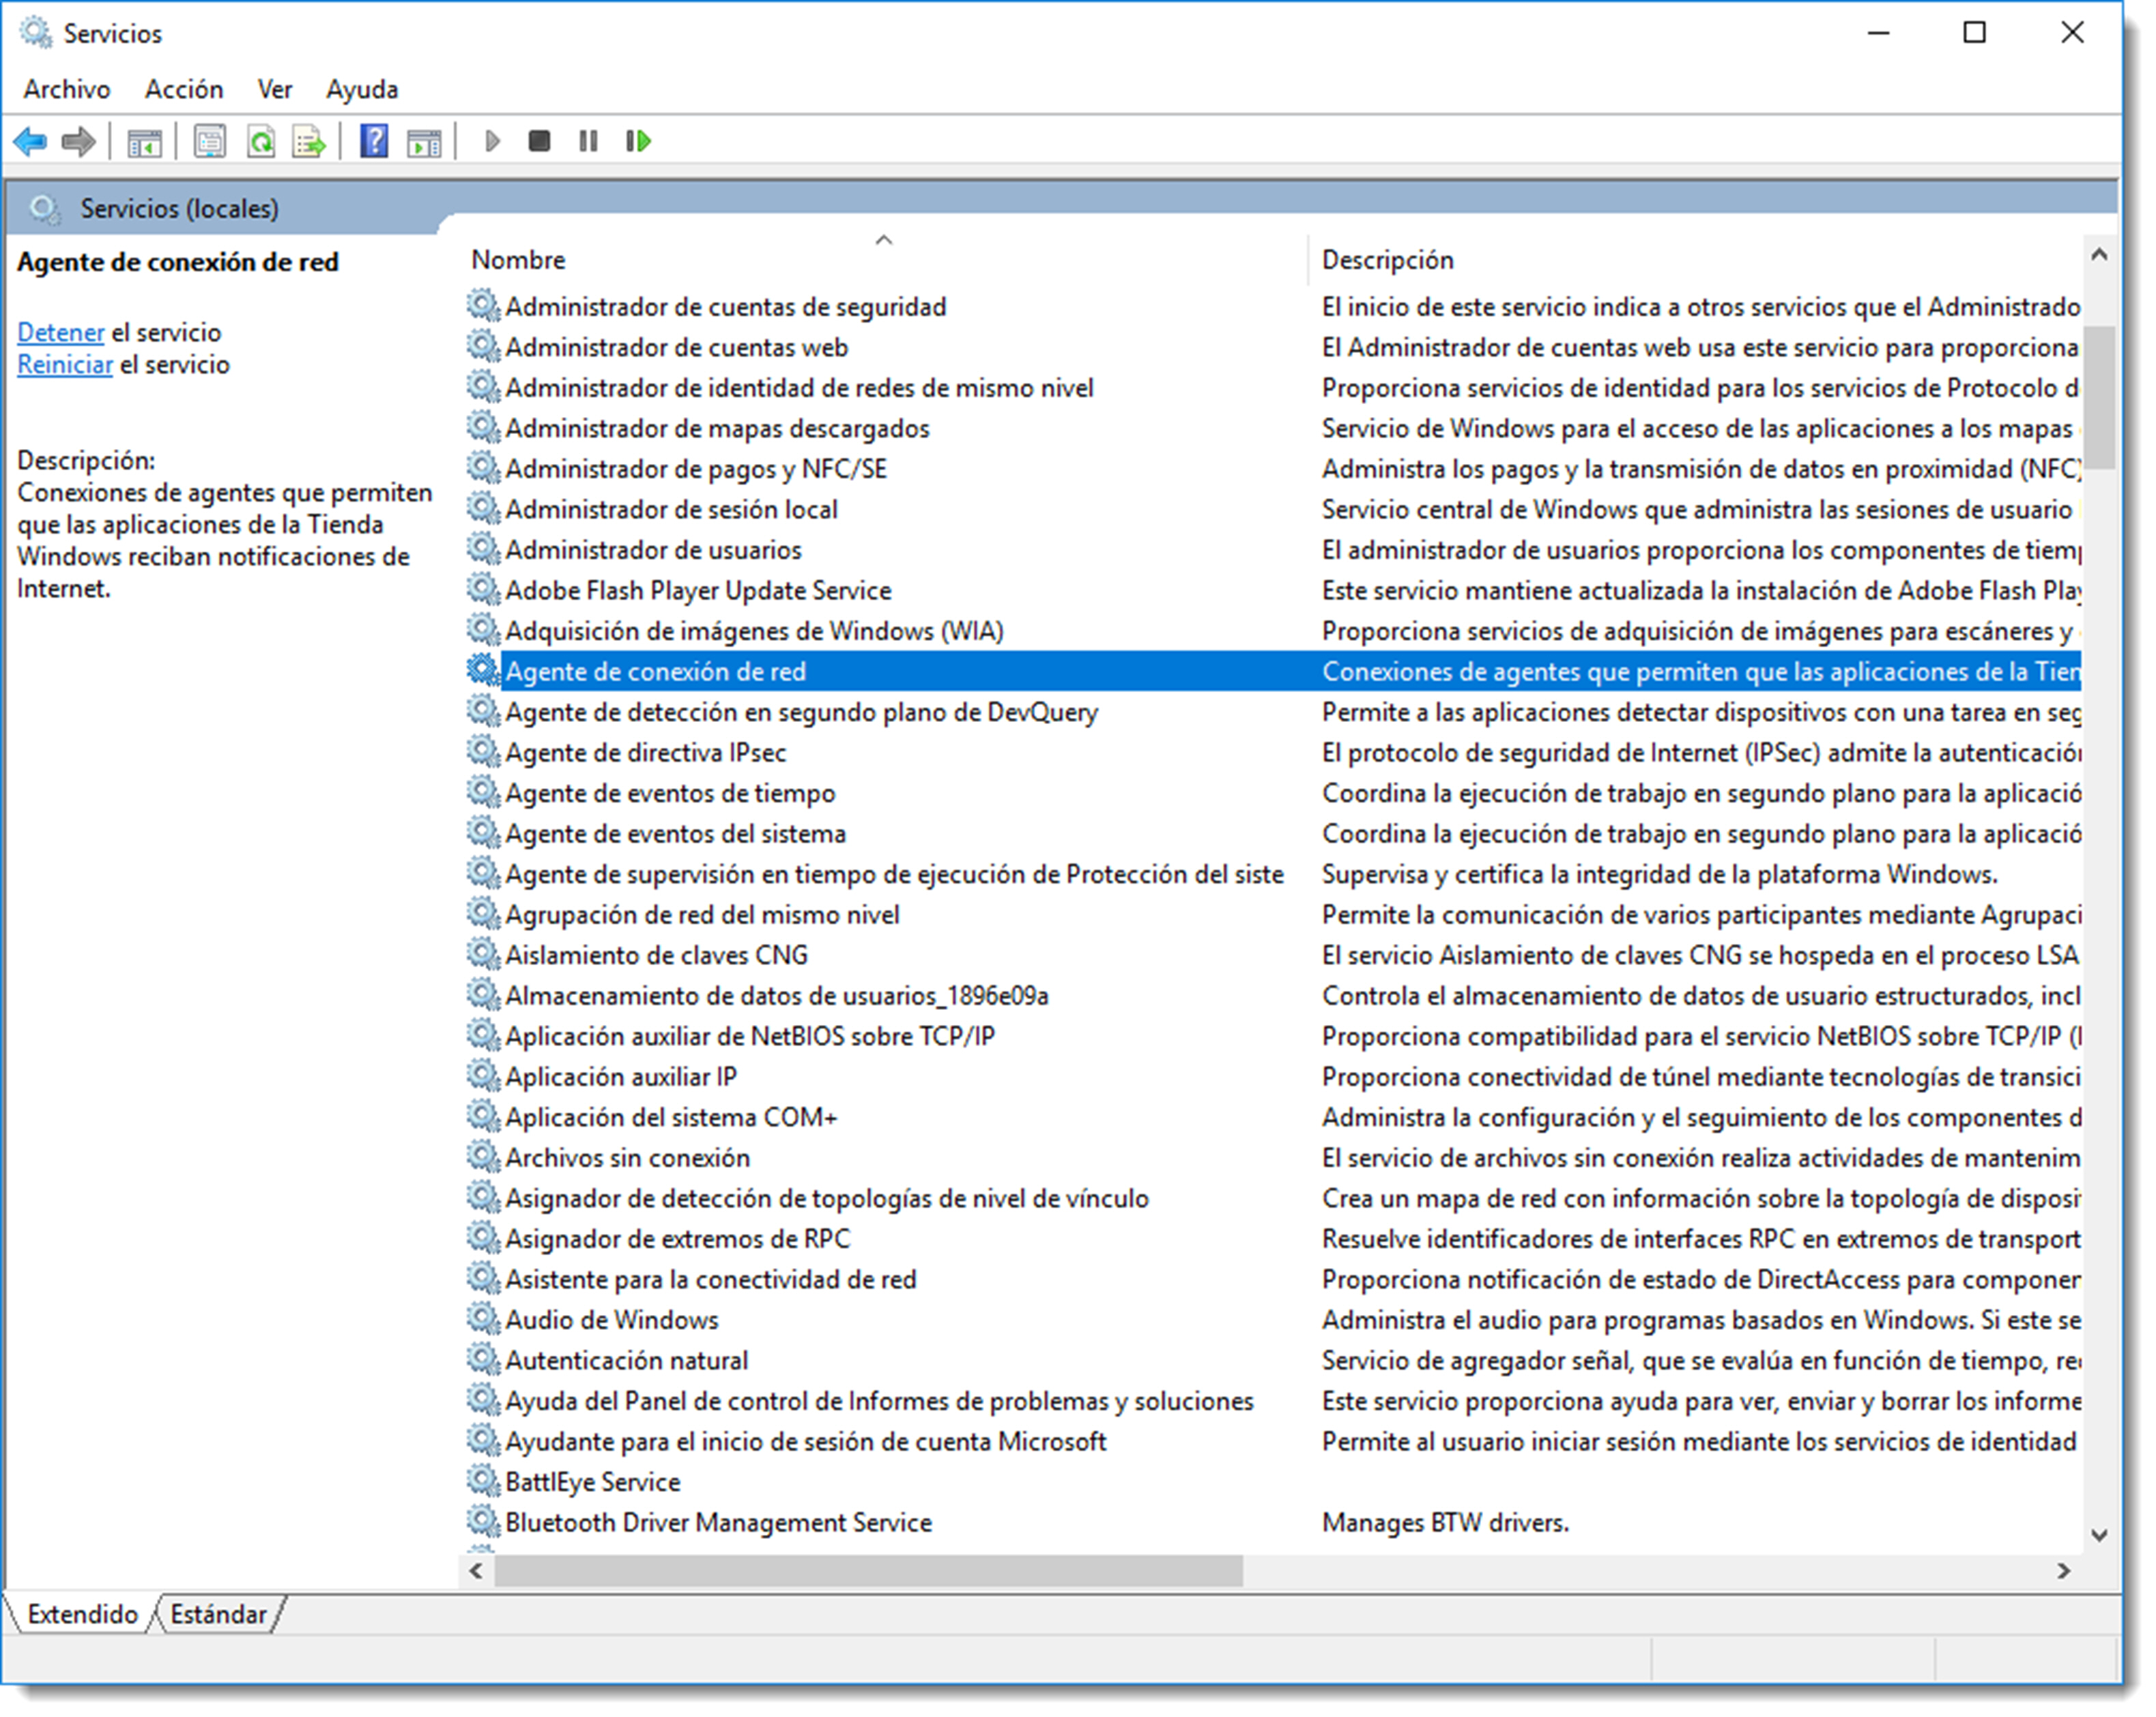 Servicios
Archivo Acción Ver Ayuda
Servicios (locales)
Agente de conexión de red
Detener el servicio
Reiniciar el servicio
Descripción:
Conexiones de agentes que permiten
que las aplicaciones de la Tienda
Windows reciban notificaciones de
Internet.
Nombre Descripción
Administrador de cuentas de seguridad El inicio de este servicio indica a otros servicios que el Administrado
Administrador de cuentas web El Administrador de cuentas web usa este servicio para proporciona
Administrador de identidad de redes de mismo nivel Proporciona servicios de identidad para los servicios de Protocolo d
Administrador de mapas descargados Servicio de Windows para el acceso de las aplicaciones a los mapas
Administrador de pagos y NFC/SE Administra los pagos y la transmisión de datos en proximidad (NFC)
Administrador de sesión local Servicio central de Windows que administra las sesiones de usuario
Administrador de usuarios El administrador de usuarios proporciona los componentes de tiemp
Adobe Flash Player Update Service Este servicio mantiene actualizada la instalación de Adobe Flash Play
Adquisición de imágenes de Windows (WIA) Proporciona servicios de adquisición de imágenes para escáneres y
Agente de conexión de red Conexiones de agentes que permiten que las aplicaciones de la Tien
Agente de detección en segundo plano de DevQuery Permite a las aplicaciones detectar dispositivos con una tarea en seg
Agente de directiva IPsec El protocolo de seguridad de Internet (IPSec) admite la autenticación
Agente de eventos de tiempo Coordina la ejecución de trabajo en segundo plano para la aplicació
Agente de eventos del sistema Coordina la ejecución de trabajo en segundo plano para la aplicació
Agente de supervisión en tiempo de ejecución de Protección del siste Supervisa y certifica la integridad de la plataforma Windows.
Agrupación de red del mismo nivel Permite la comunicación de varios participantes mediante Agrupaci
Aislamiento de claves CNG El servicio Aislamiento de claves CNG se hospeda en el proceso LSA
Almacenamiento de datos de usuarios_1896e09a Controla el almacenamiento de datos de usuario estructurados, incl
Aplicación auxiliar de NetBIOS sobre TCP/IP Proporciona compatibilidad para el servicio NetBIOS sobre TCP/IP (
Aplicación auxiliar IP Proporciona conectividad de túnel mediante tecnologías de transici
Aplicación del sistema COM+ Administra la configuración y el seguimiento de los componentes d
Archivos sin conexión El servicio de archivos sin conexión realiza actividades de mantenim
Asignador de detección de topologías de nivel de vínculo Crea un mapa de red con información sobre la topología de disposi
Asignador de extremos de RPC Resuelve identificadores de interfaces RPC en extremos de transport
Asistente para la conectividad de red Proporciona notificación de estado de DirectAccess para componen
Audio de Windows Administra el audio para programas basados en Windows. Si este se
Autenticación natural Servicio de agregador señal, que se evalúa en función de tiempo, re
Ayuda del Panel de control de Informes de problemas y soluciones Este servicio proporciona ayuda para ver, enviar y borrar los informe
Ayudante para el inicio de sesión de cuenta Microsoft Permite al usuario iniciar sesión mediante los servicios de identidad
BattlEye Service
Bluetooth Driver Management Service Manages BTW drivers.
Extendido Estándar